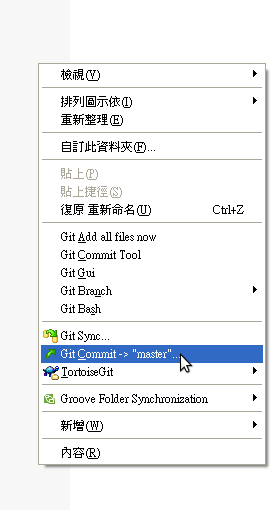 檢視(V)
排列圖示依(I)
重新整理(E)
自訂此資料夾(F)...
貼上(P)
貼上捷徑(S)
復原 重新命名(U) Ctrl+Z
Git Add all files now
Git Commit Tool
Git Gui
Git Branch
Git Bash
Git Sync...
Git Commit -> "master"...
TortoiseGit
Groove Folder Synchronization
新增(W)
內容(R)